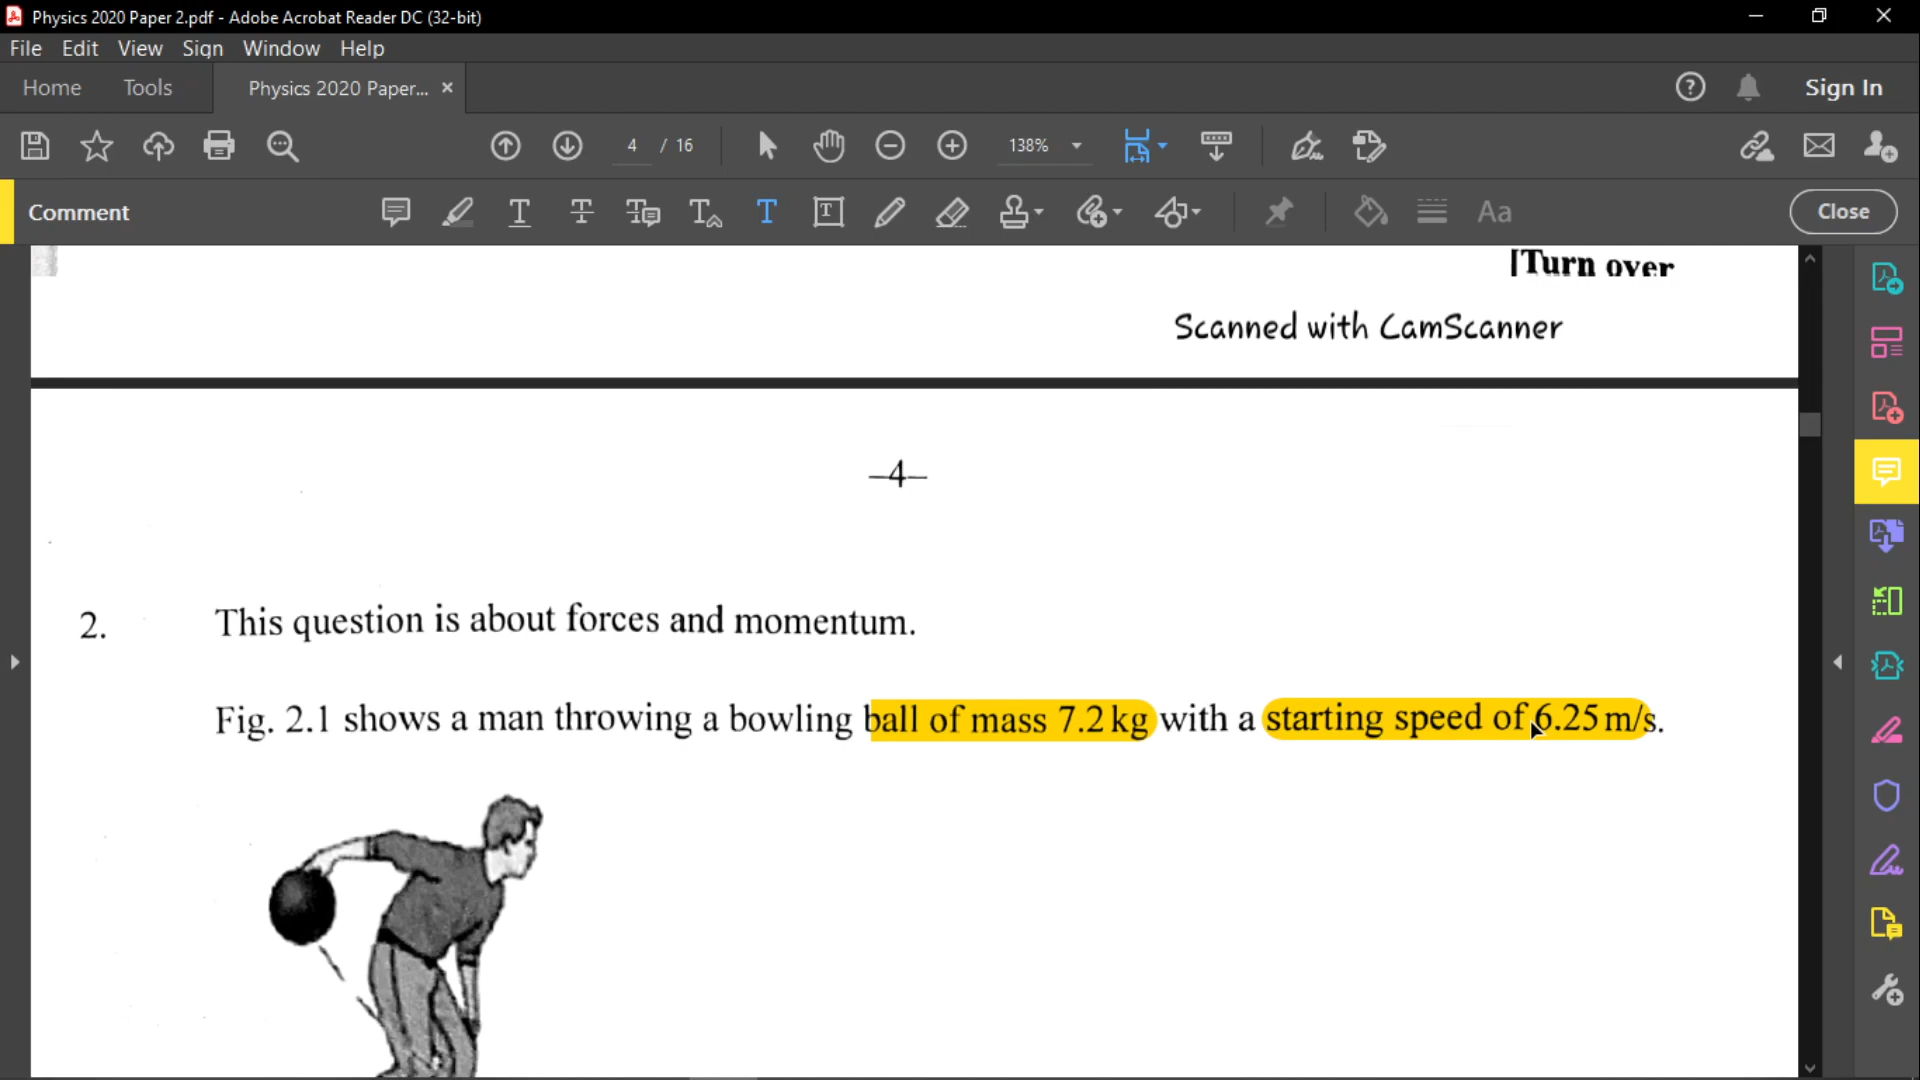 Physics 2020 Paper 2.pdf - Adobe Acrobat Reader DC (32-bit)
File Edit View Sign Window Help
Home Tools Physics 2020 Paper... × Sign In
4 / 16 138%
Comment Aa Close
[Turn over
Scanned with CamScanner
–4–
2. This question is about forces and momentum.
Fig. 2.1 shows a man throwing a bowling ball of mass 7.2 kg with a starting speed of 6.25 m/s.